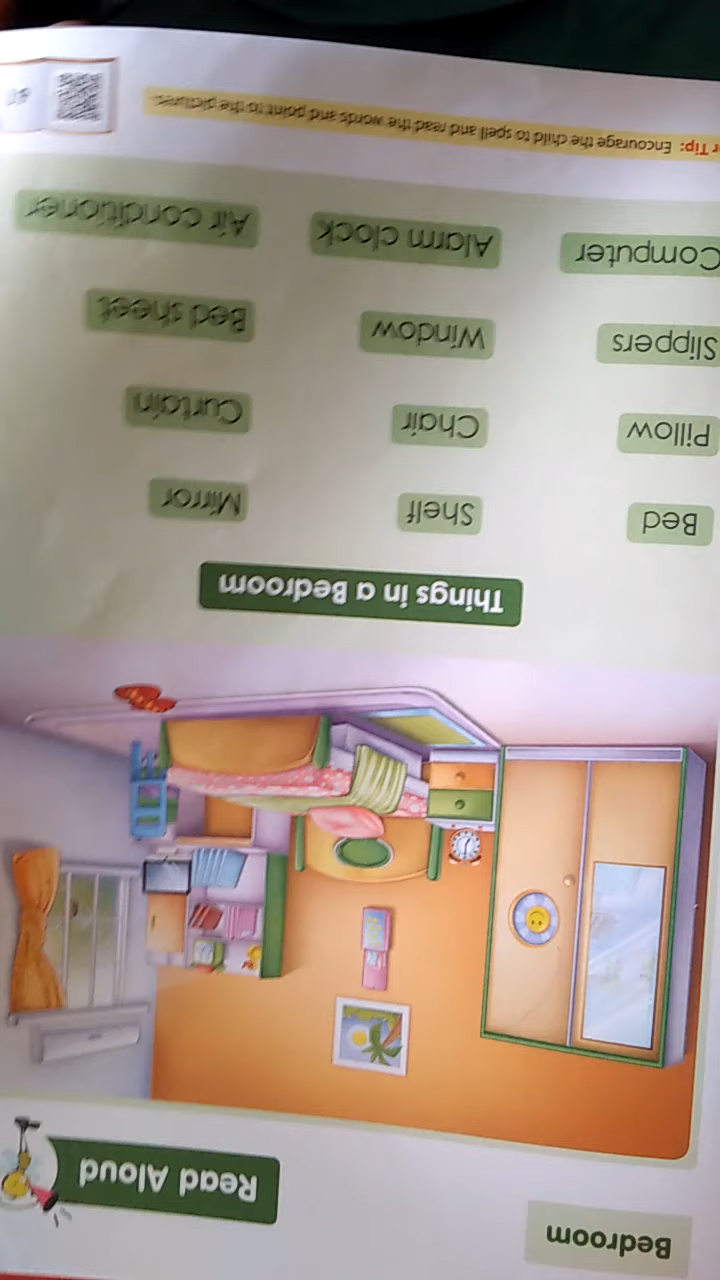 Bedroom
Read Aloud
Things in a Bedroom
Bed Shelf Mirror
Pillow Chair Curtain
Slippers Window Bed sheet
Computer Alarm clock Air conditioner
Tip: Encourage the child to spell and read the words and point to the pictures.